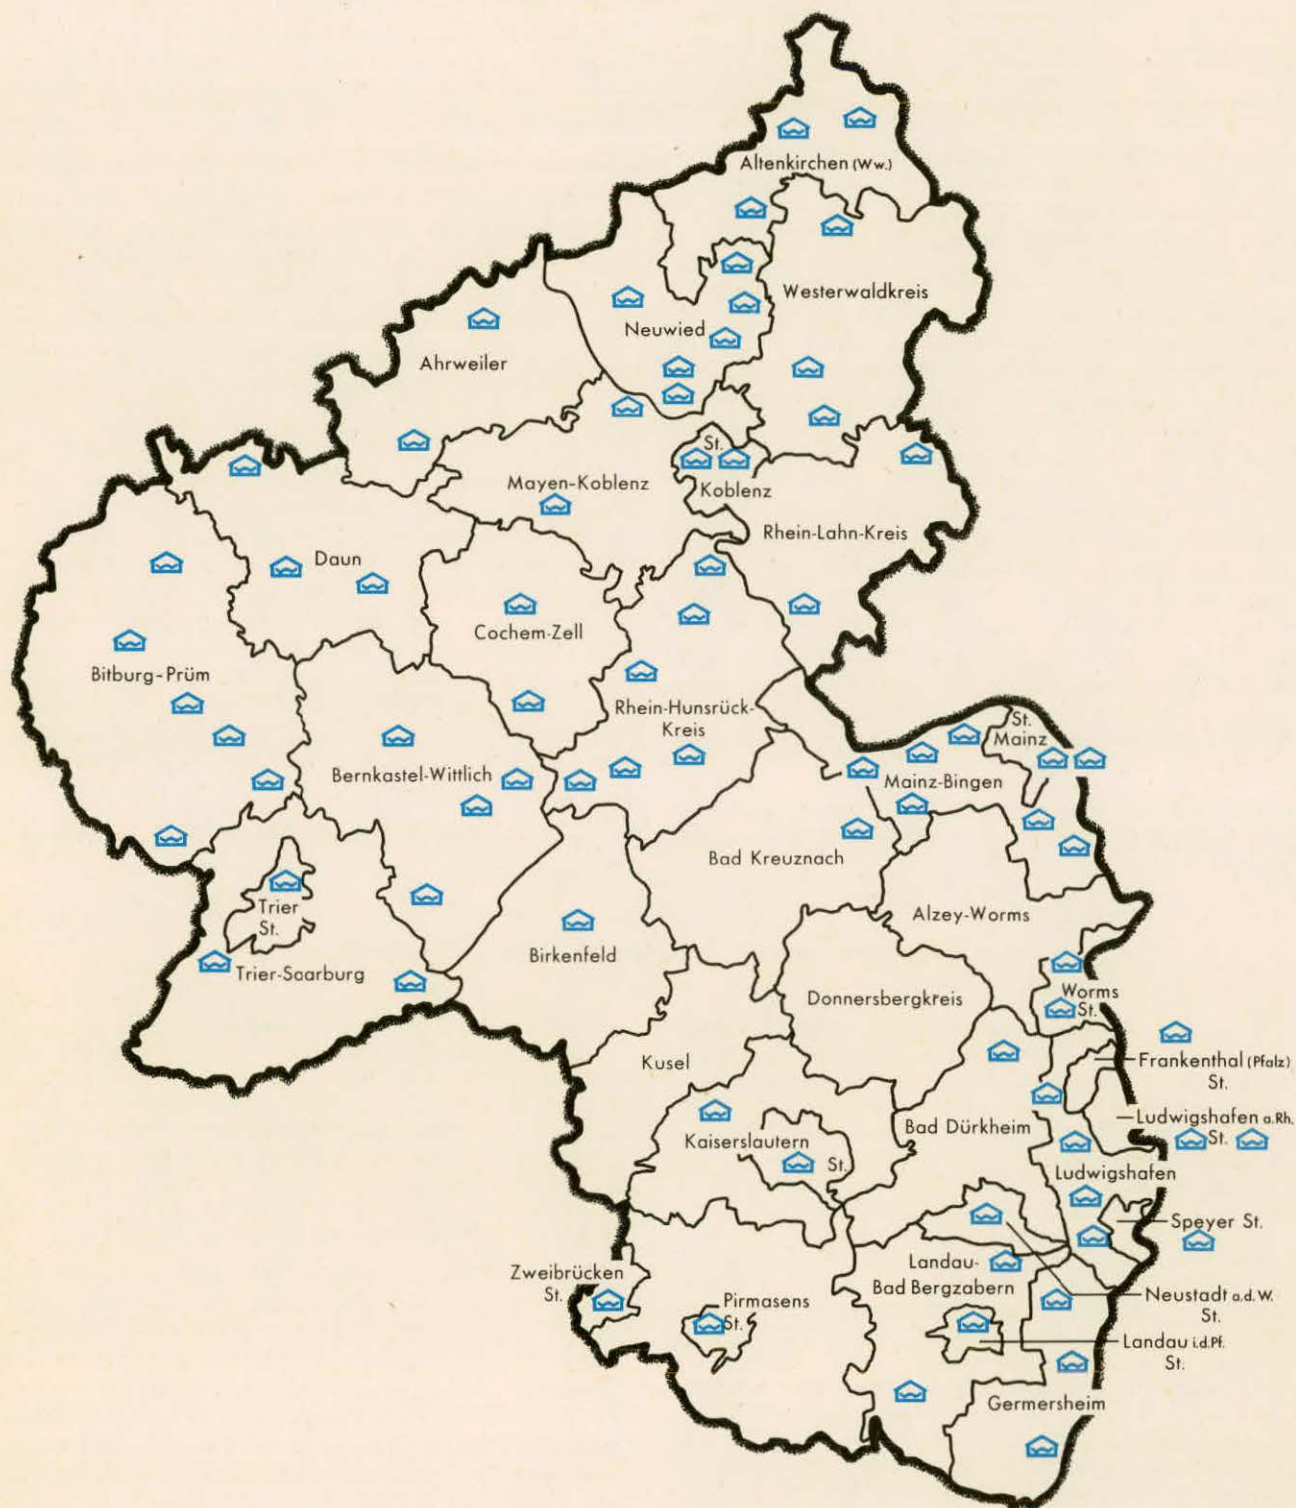 Altenkirchen (Ww.)
Westerwaldkreis
Neuwied
Ahrweiler
St.
Koblenz
Mayen-Koblenz
Rhein-Lahn-Kreis
Daun
Cochem-Zell
Bitburg-Prüm
Rhein-Hunsrück-
Kreis
St.
Mainz
Bernkastel-Wittlich
Mainz-Bingen
Bad Kreuznach
Trier
St.
Alzey-Worms
Birkenfeld
Trier-Saarburg
Donnersbergkreis
Worms
St.
Kusel
Frankenthal (Pfalz)
St.
Kaiserslautern
St.
Bad Dürkheim
Ludwigshafen a.Rh.
St.
Ludwigshafen
Speyer St.
Zweibrücken
St.
Landau-
Bad Bergzabern
Pirmasens
St.
Neustadt a.d.W.
St.
Landau i.d.Pf.
St.
Germersheim